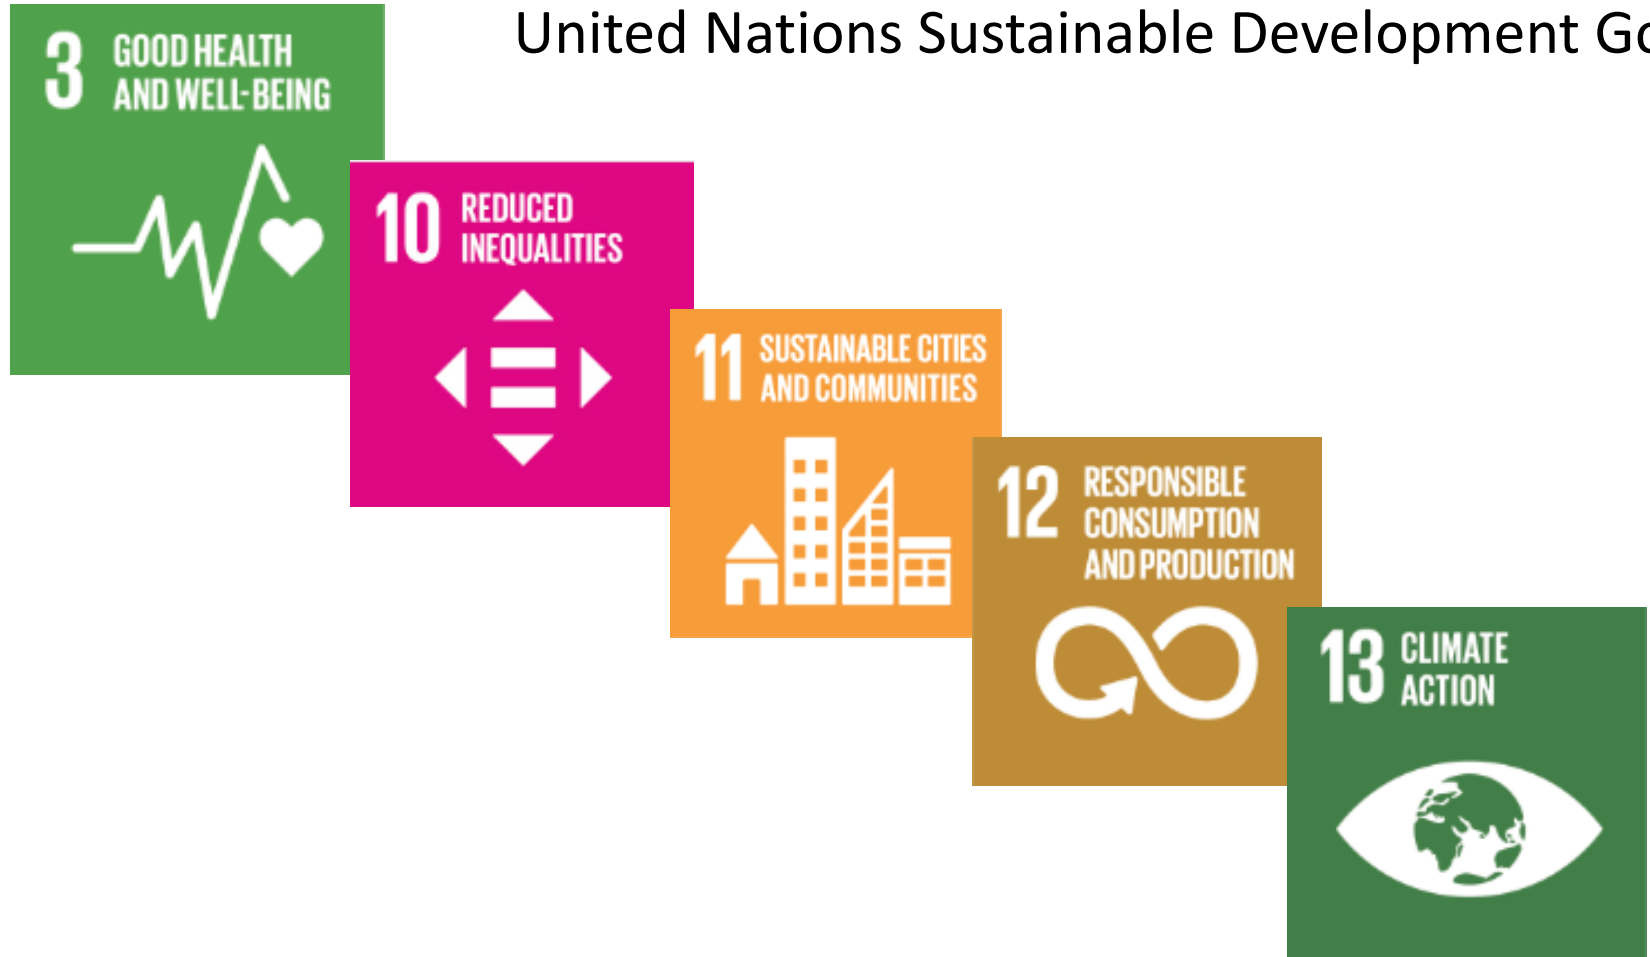 United Nations Sustainable Development Go
3 GOOD HEALTH
AND WELL-BEING
10 REDUCED
INEQUALITIES
11 SUSTAINABLE CITIES
AND COMMUNITIES
12 RESPONSIBLE
CONSUMPTION
AND PRODUCTION
13 CLIMATE
ACTION